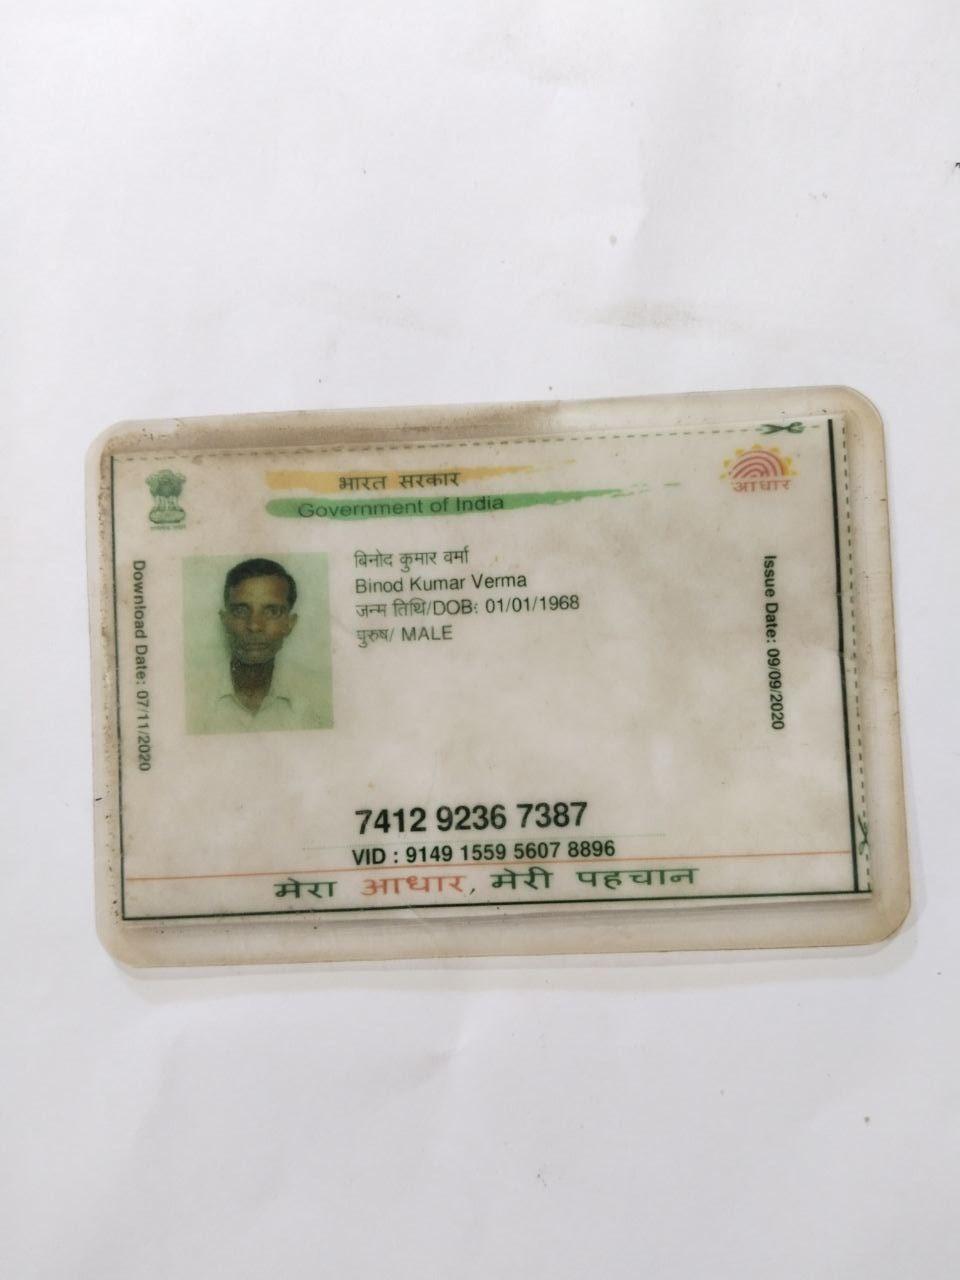 भारत सरकार
Government of India
आधार
बिनोद कुमार वर्मा
Binod Kumar Verma
जन्म तिथि/DOB: 01/01/1968
पुरुष/ MALE
Download Date: 07/11/2020
Issue Date: 09/09/2020
7412 9236 7387
VID : 9149 1559 5607 8896
मेरा आधार, मेरी पहचान